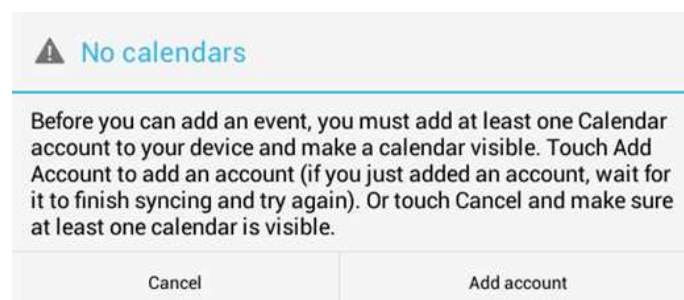 No calendars
Before you can add an event, you must add at least one Calendar
account to your device and make a calendar visible. Touch Add
Account to add an account (if you just added an account, wait for
it to finish syncing and try again). Or touch Cancel and make sure
at least one calendar is visible.
Cancel
Add account